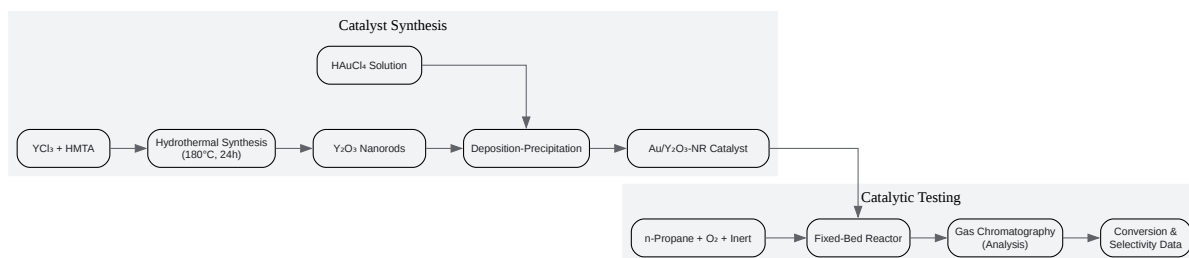 Catalyst Synthesis
HAuCl₄ Solution
YCl₃ + HMTA
Hydrothermal Synthesis
(180°C, 24h)
Y₂O₃ Nanorods
Deposition-Precipitation
Au/Y₂O₃-NR Catalyst
Catalytic Testing
n-Propane + O₂ + Inert
Fixed-Bed Reactor
Gas Chromatography
(Analysis)
Conversion &
Selectivity Data